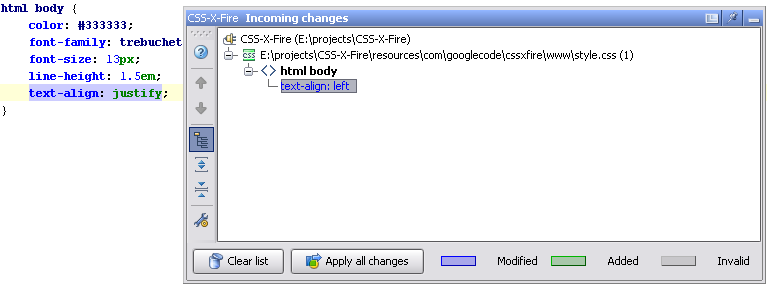 html body {
color: #333333;
font-family: trebuchet
font-size: 13px;
line-height: 1.5em;
text-align: justify;
}
CSS-X-Fire Incoming changes
CSS-X-Fire (E:\projects\CSS-X-Fire)
E:\projects\CSS-X-Fire\resources\com\googlecode\cssxfire\www\style.css (1)
html body
text-align: left
Clear list
Apply all changes
Modified
Added
Invalid